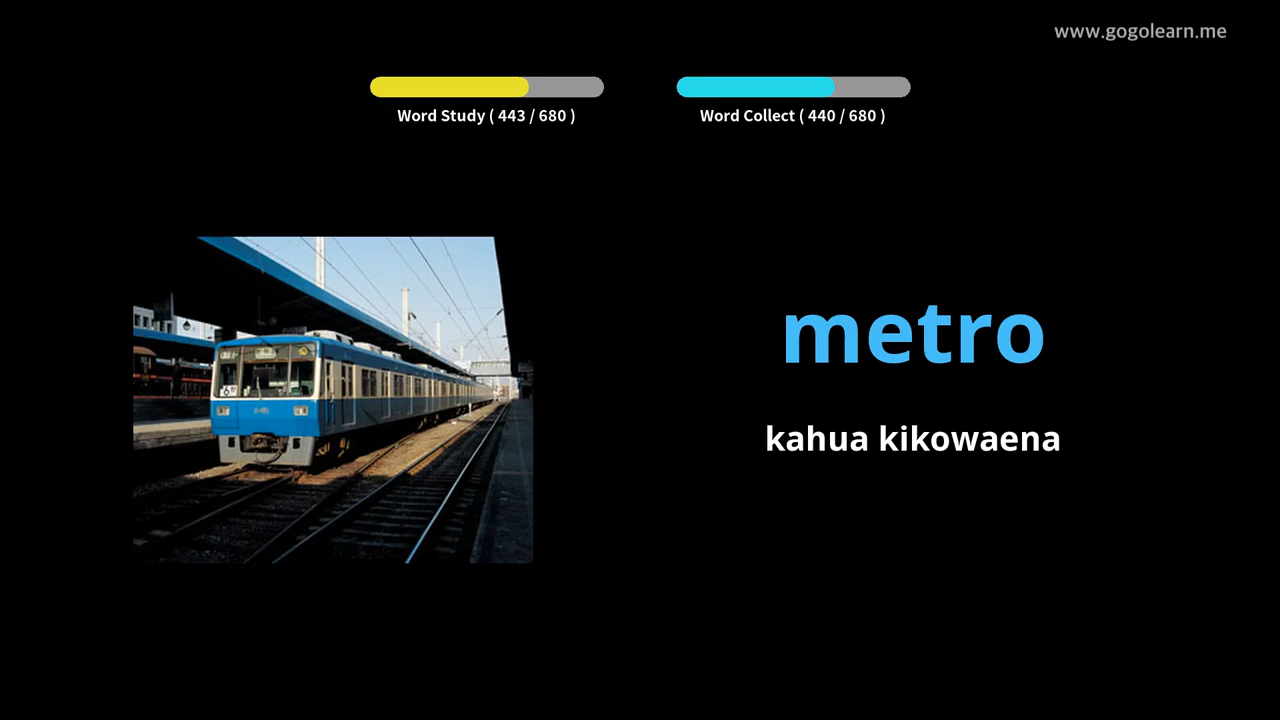 www.gogolearn.me
Word Study ( 443 / 680 )
Word Collect ( 440 / 680 )
metro
kahua kikowaena